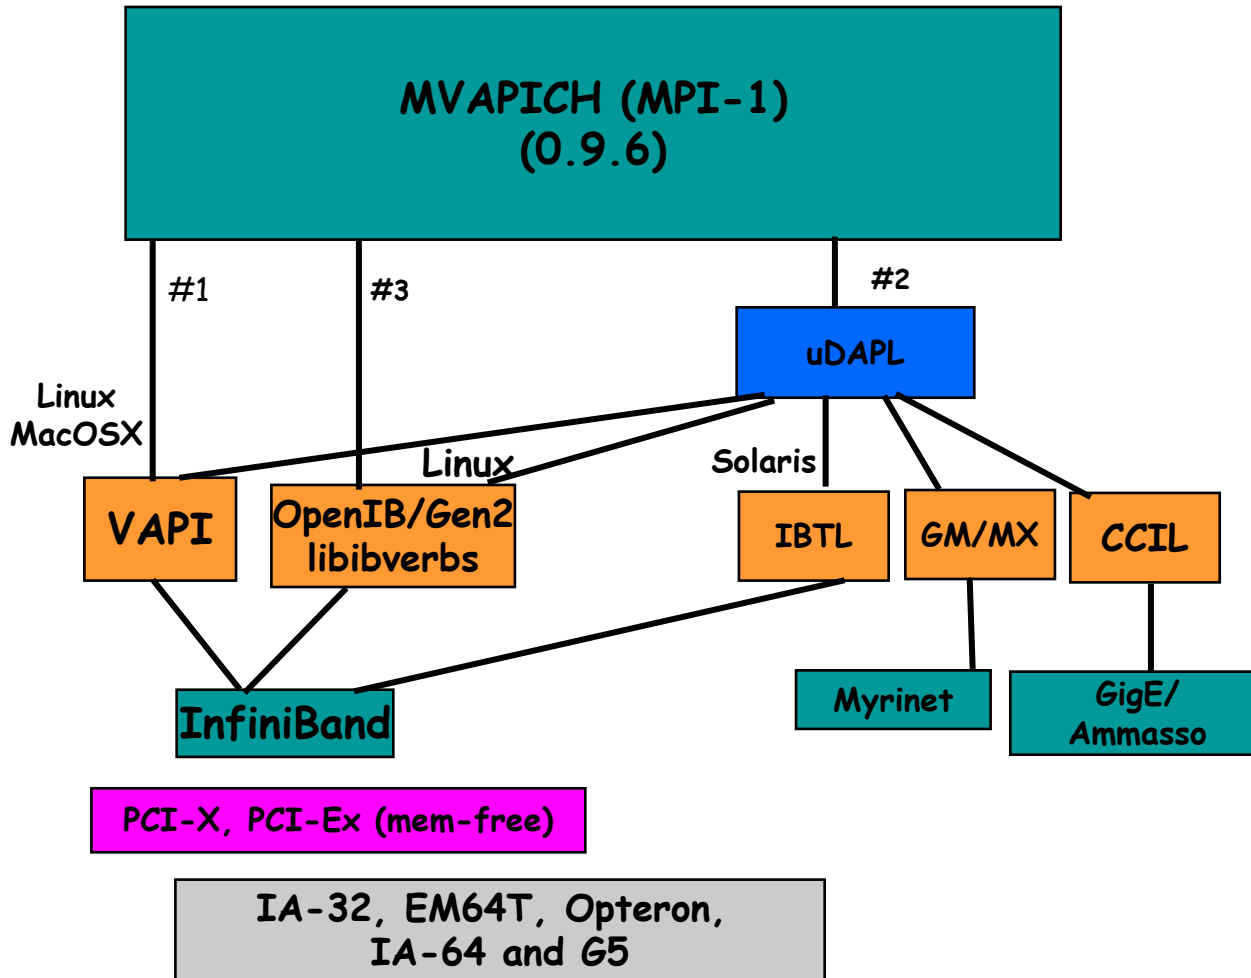 MVAPICH (MPI-1)
(0.9.6)
#1
#3
#2
uDAPL
Linux
MacOSX
Linux
Solaris
VAPI
OpenIB/Gen2
libibverbs
IBTL
GM/MX
CCIL
InfiniBand
Myrinet
GigE/
Ammasso
PCI-X, PCI-Ex (mem-free)
IA-32, EM64T, Opteron,
IA-64 and G5